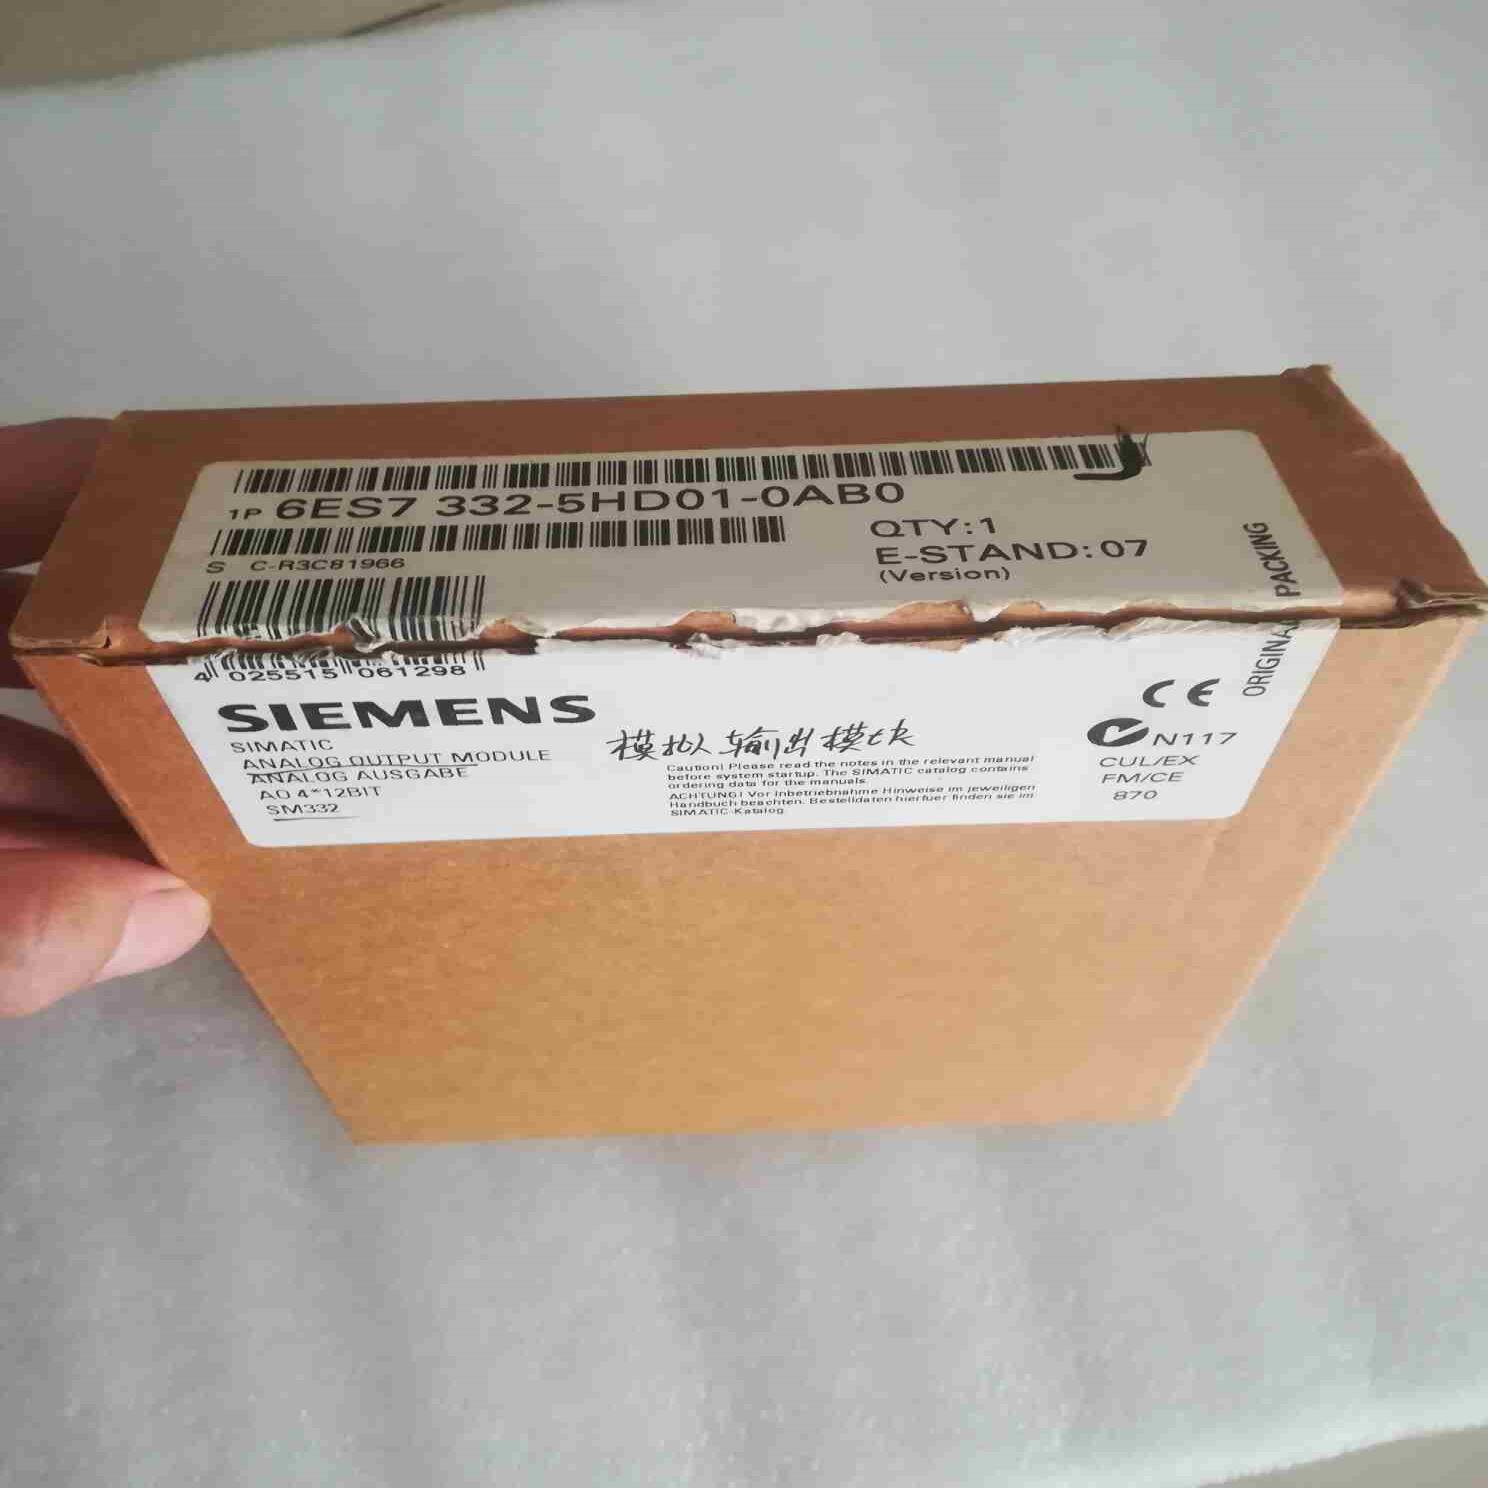 1P 6ES7 332-5HD01-0AB0
S C-R3C81966
QTY:1
E-STAND:07
(Version)
ORIGINAL PACKING
4 025515 061298
SIEMENS
SIMATIC
ANALOG OUTPUT MODULE
ANALOG AUSGABE
AO 4*12BIT
SM332
模拟输出模块
Caution! Please read the notes in the relevant manual
before system startup. The SIMATIC catalog contains
ordering data for the manuals.
ACHTUNG! Vor Inbetriebnahme Hinweise im jeweiligen
Handbuch beachten. Bestelldaten hierfuer finden sie im
SIMATIC-Katalog.
CE
N117
CUL/EX
FM/CE
870